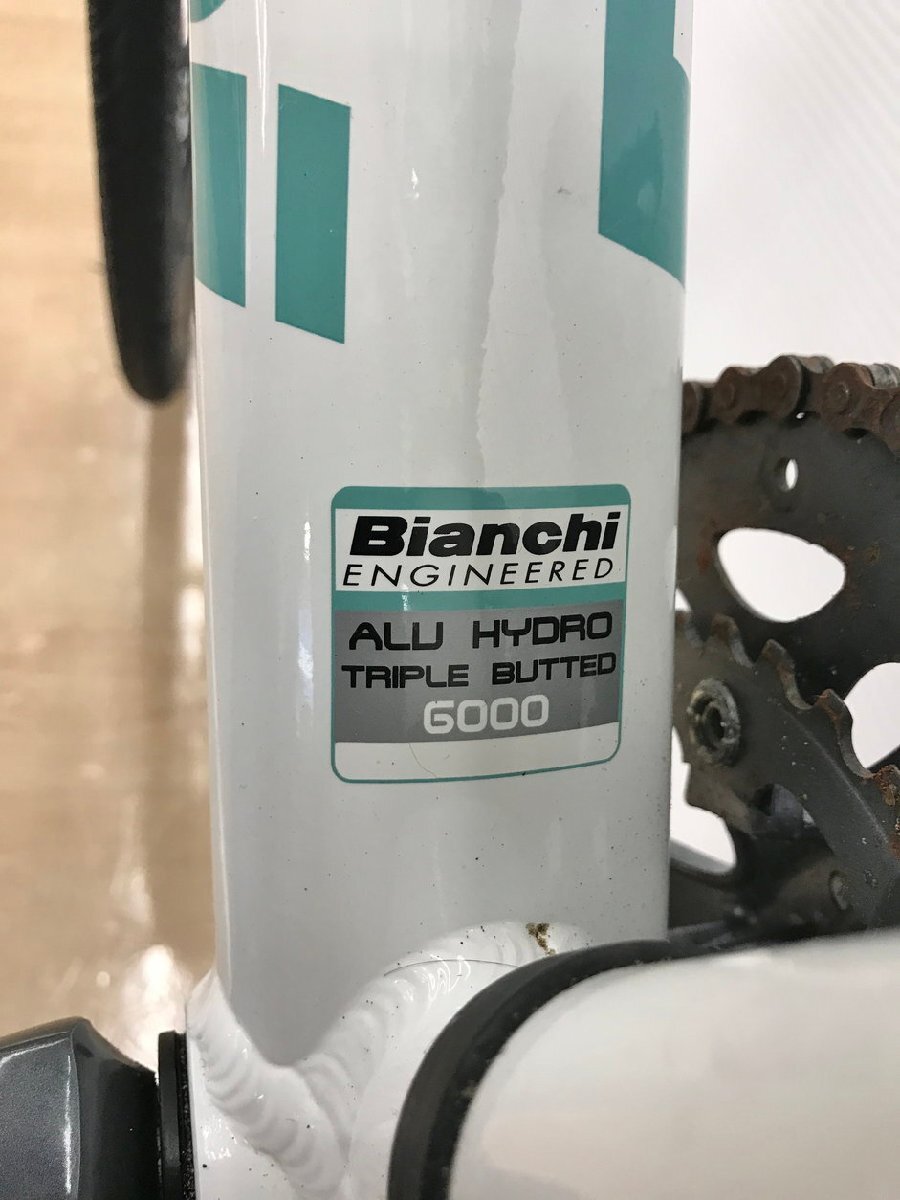 Bianchi
ENGINEERED
ALU HYDRO
TRIPLE BUTTED
6000